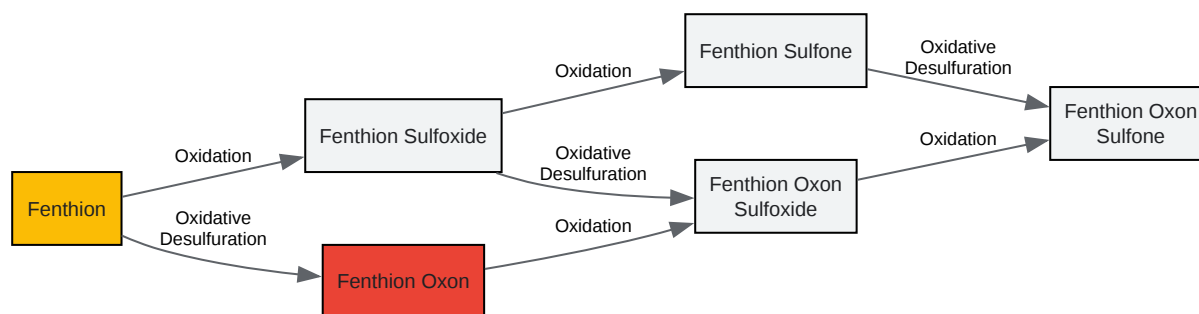 Fenthion
Oxidation
Oxidative
Desulfuration
Fenthion Sulfoxide
Fenthion Oxon
Oxidation
Oxidative
Desulfuration
Oxidation
Fenthion Sulfone
Fenthion Oxon
Sulfoxide
Oxidative
Desulfuration
Oxidation
Fenthion Oxon
Sulfone